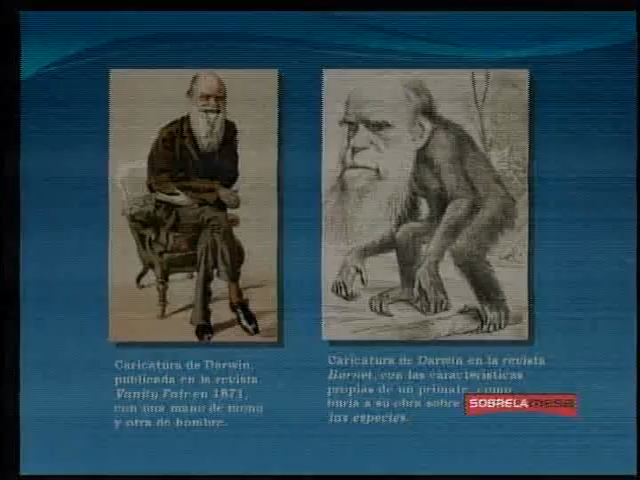 Caricatura de Darwin,
publicada en la revista
Vanity Fair en 1871,
con una mano de mono
y otra de hombre.
Caricatura de Darwin en la revista
Hornet, con las características
propias de un primate, como
burla a su obra sobre
las especies.
SOBRELA mesa